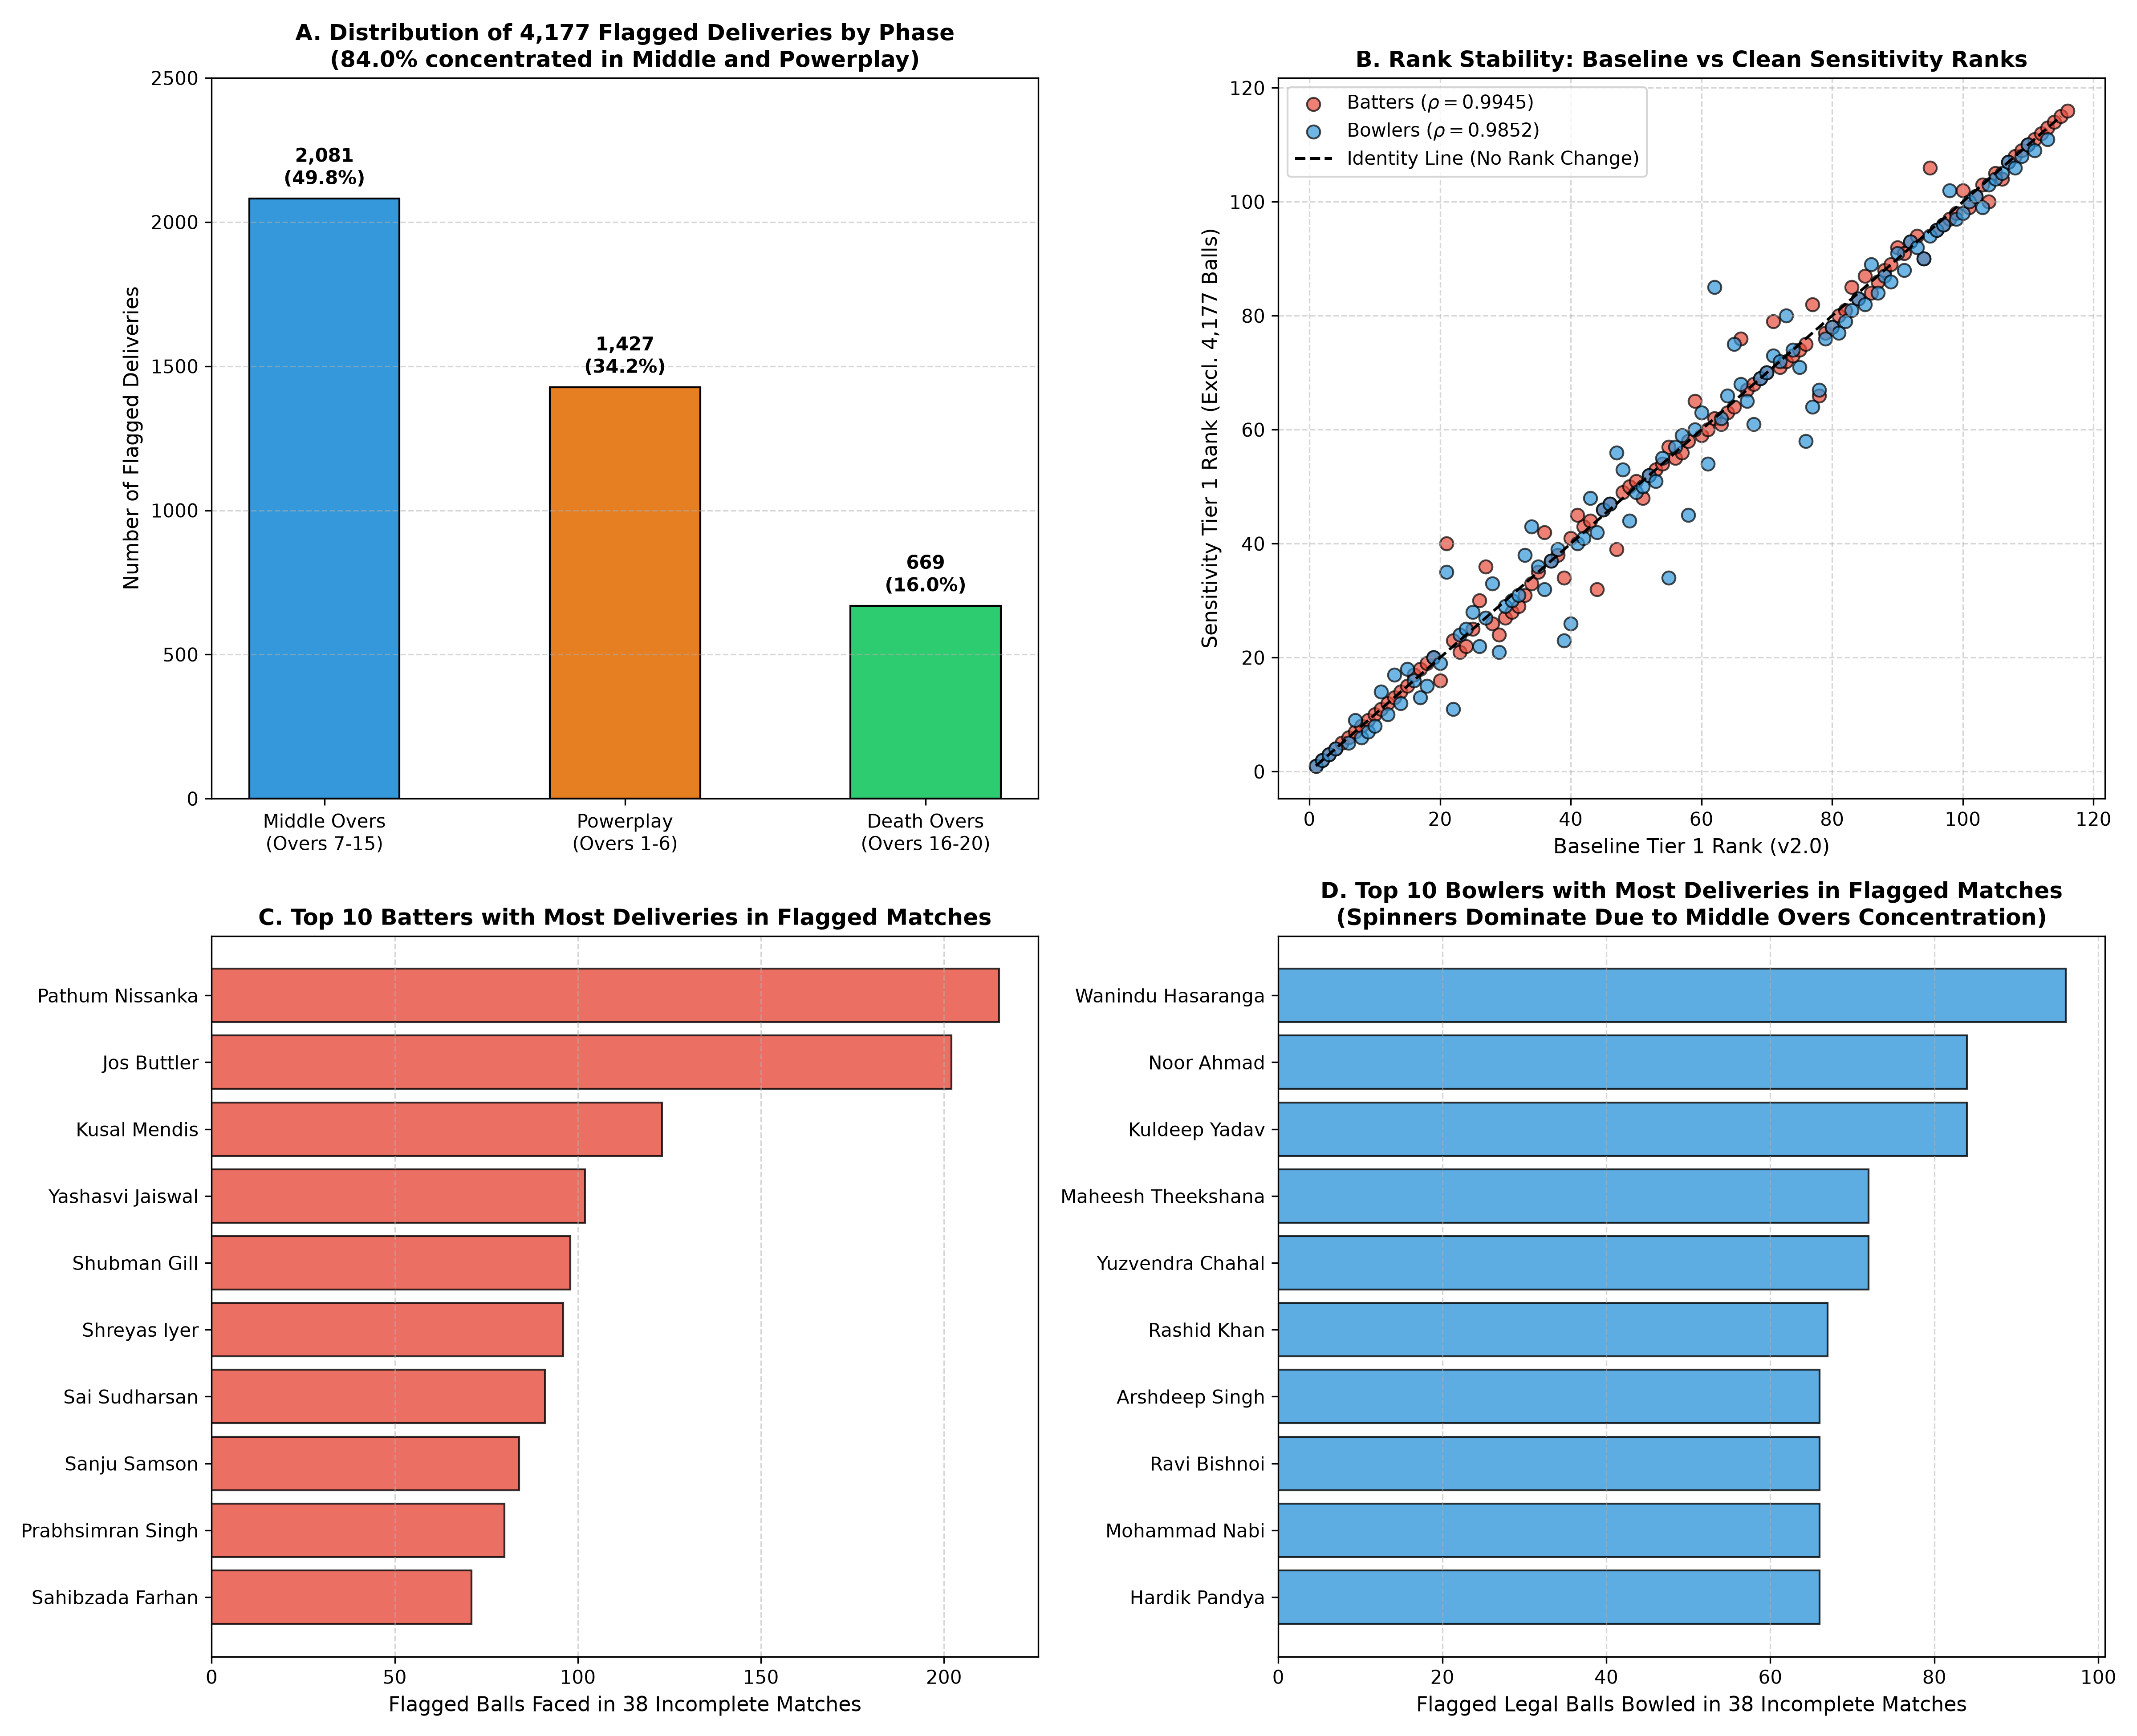 A. Distribution of 4,177 Flagged Deliveries by Phase
(84.0% concentrated in Middle and Powerplay)
Number of Flagged Deliveries
2500
2000
1500
1000
500
0
2,081
(49.8%)
1,427
(34.2%)
669
(16.0%)
Middle Overs
(Overs 7-15)
Powerplay
(Overs 1-6)
Death Overs
(Overs 16-20)
B. Rank Stability: Baseline vs Clean Sensitivity Ranks
Batters (ρ = 0.9945)
Bowlers (ρ = 0.9852)
Identity Line (No Rank Change)
Sensitivity Tier 1 Rank (Excl. 4,177 Balls)
120
100
80
60
40
20
0
0 20 40 60 80 100 120
Baseline Tier 1 Rank (v2.0)
C. Top 10 Batters with Most Deliveries in Flagged Matches
Pathum Nissanka
Jos Buttler
Kusal Mendis
Yashasvi Jaiswal
Shubman Gill
Shreyas Iyer
Sai Sudharsan
Sanju Samson
Prabhsimran Singh
Sahibzada Farhan
0 50 100 150 200
Flagged Balls Faced in 38 Incomplete Matches
D. Top 10 Bowlers with Most Deliveries in Flagged Matches
(Spinners Dominate Due to Middle Overs Concentration)
Wanindu Hasaranga
Noor Ahmad
Kuldeep Yadav
Maheesh Theekshana
Yuzvendra Chahal
Rashid Khan
Arshdeep Singh
Ravi Bishnoi
Mohammad Nabi
Hardik Pandya
0 20 40 60 80 100
Flagged Legal Balls Bowled in 38 Incomplete Matches